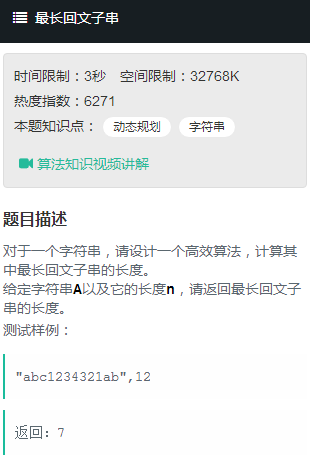 最长回文子串
时间限制：3秒 空间限制：32768K
热度指数：6271
本题知识点： 动态规划 字符串
算法知识视频讲解
题目描述
对于一个字符串，请设计一个高效算法，计算其
中最长回文子串的长度。
给定字符串A以及它的长度n，请返回最长回文子
串的长度。
测试样例：
"abc1234321ab",12
返回：7